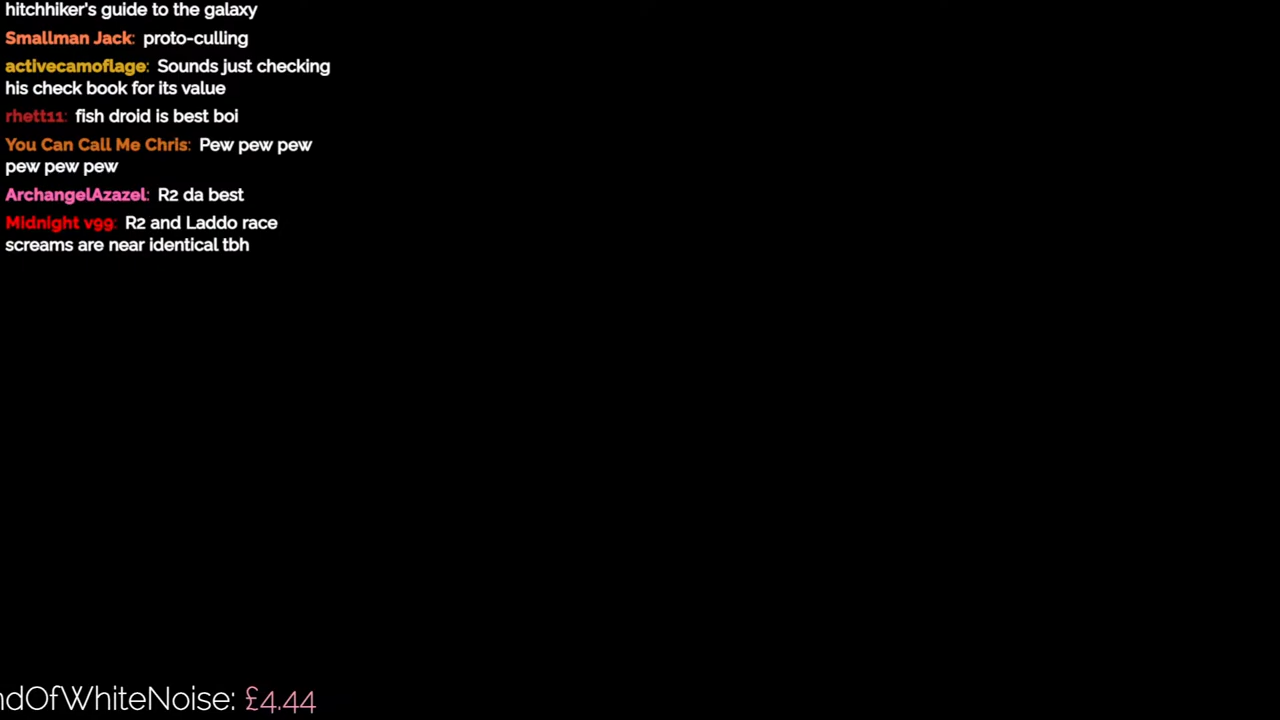 hitchhiker's guide to the galaxy
Smallman Jack: proto-culling
activecamoflage: Sounds just checking
his check book for its value
rhett11: fish droid is best boi
You Can Call Me Chris: Pew pew pew
pew pew pew
ArchangelAzazel: R2 da best
Midnight v99: R2 and Laddo race
screams are near identical tbh
ndOfWhiteNoise: £4.44